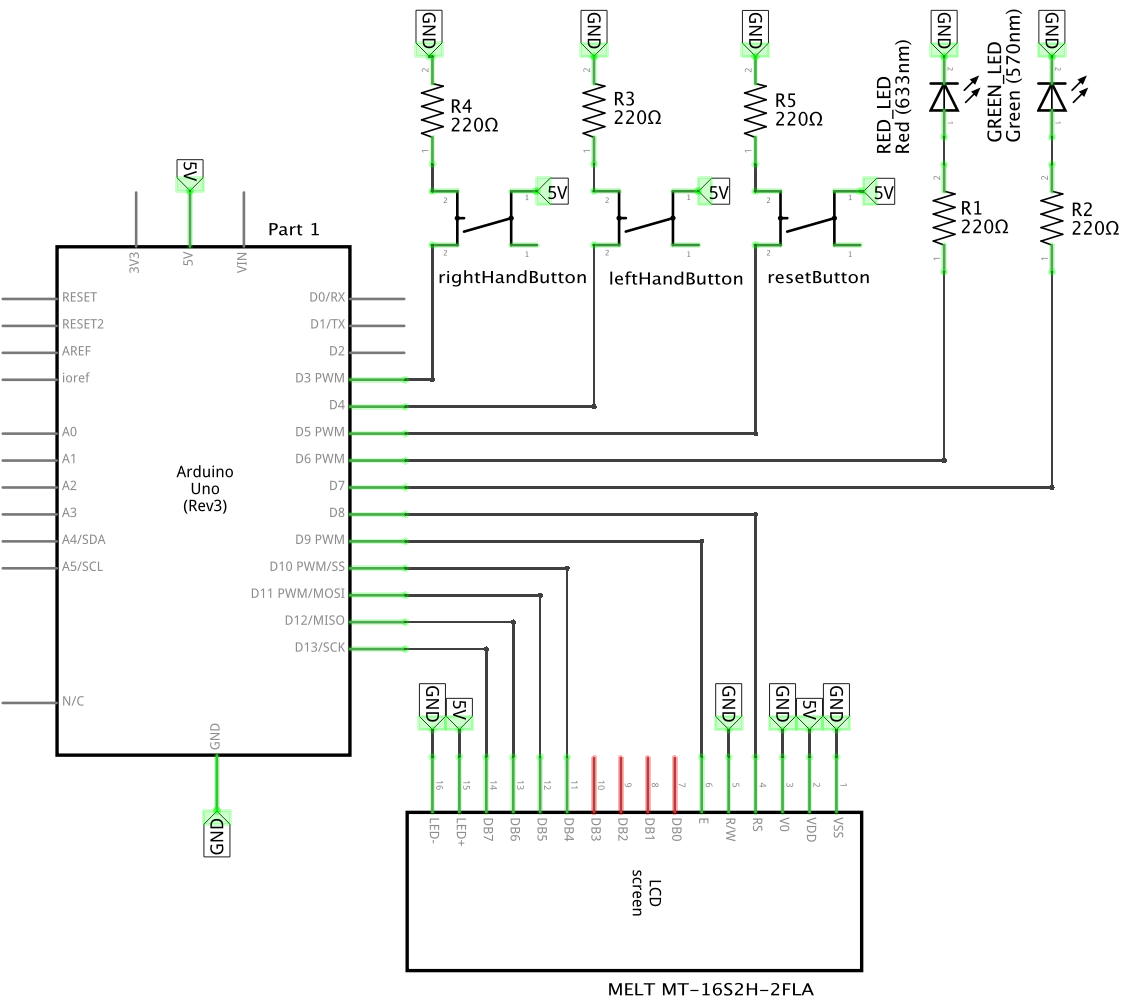 GND
GND
GND
GND
GND
2
2
2
2
2
R4
220Ω
R3
220Ω
R5
220Ω
RED_LED
Red (633nm)
GREEN_LED
Green (570nm)
1
1
1
1
1
2
2
R1
220Ω
R2
220Ω
1
1
2
1
5V
2
1
5V
2
1
5V
2
1
2
1
2
1
rightHandButton
leftHandButton
resetButton
5V
Part 1
3V3
5V
VIN
RESET
RESET2
AREF
ioref
A0
A1
A2
A3
A4/SDA
A5/SCL
N/C
Arduino
Uno
(Rev3)
D0/RX
D1/TX
D2
D3 PWM
D4
D5 PWM
D6 PWM
D7
D8
D9 PWM
D10 PWM/SS
D11 PWM/MOSI
D12/MISO
D13/SCK
GND
GND
GND
5V
GND
GND
5V
GND
16
15
14
13
12
11
10
9
8
7
6
5
4
3
2
1
LED-
LED+
DB7
DB6
DB5
DB4
DB3
DB2
DB1
DB0
E
R/W
RS
V0
VDD
VSS
LCD
screen
MELT MT-16S2H-2FLA